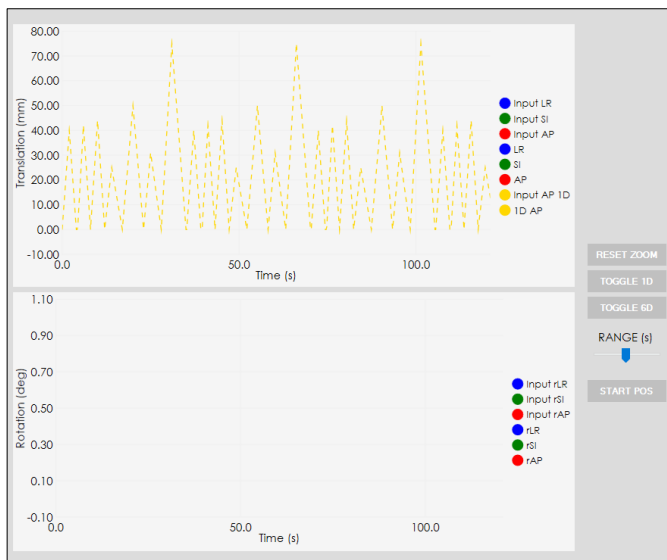 80.00
70.00
60.00
50.00
40.00
30.00
20.00
10.00
0.00
-10.00
Translation (mm)
0.0 50.0 100.0
Time (s)
Input LR
Input SI
Input AP
LR
SI
AP
Input AP 1D
1D AP
1.10
0.90
0.70
0.50
0.30
0.10
-0.10
Rotation (deg)
0.0 50.0 100.0
Time (s)
Input rLR
Input rSI
Input rAP
rLR
rSI
rAP
RESET ZOOM
TOGGLE 1D
TOGGLE 6D
RANGE (s)
START POS